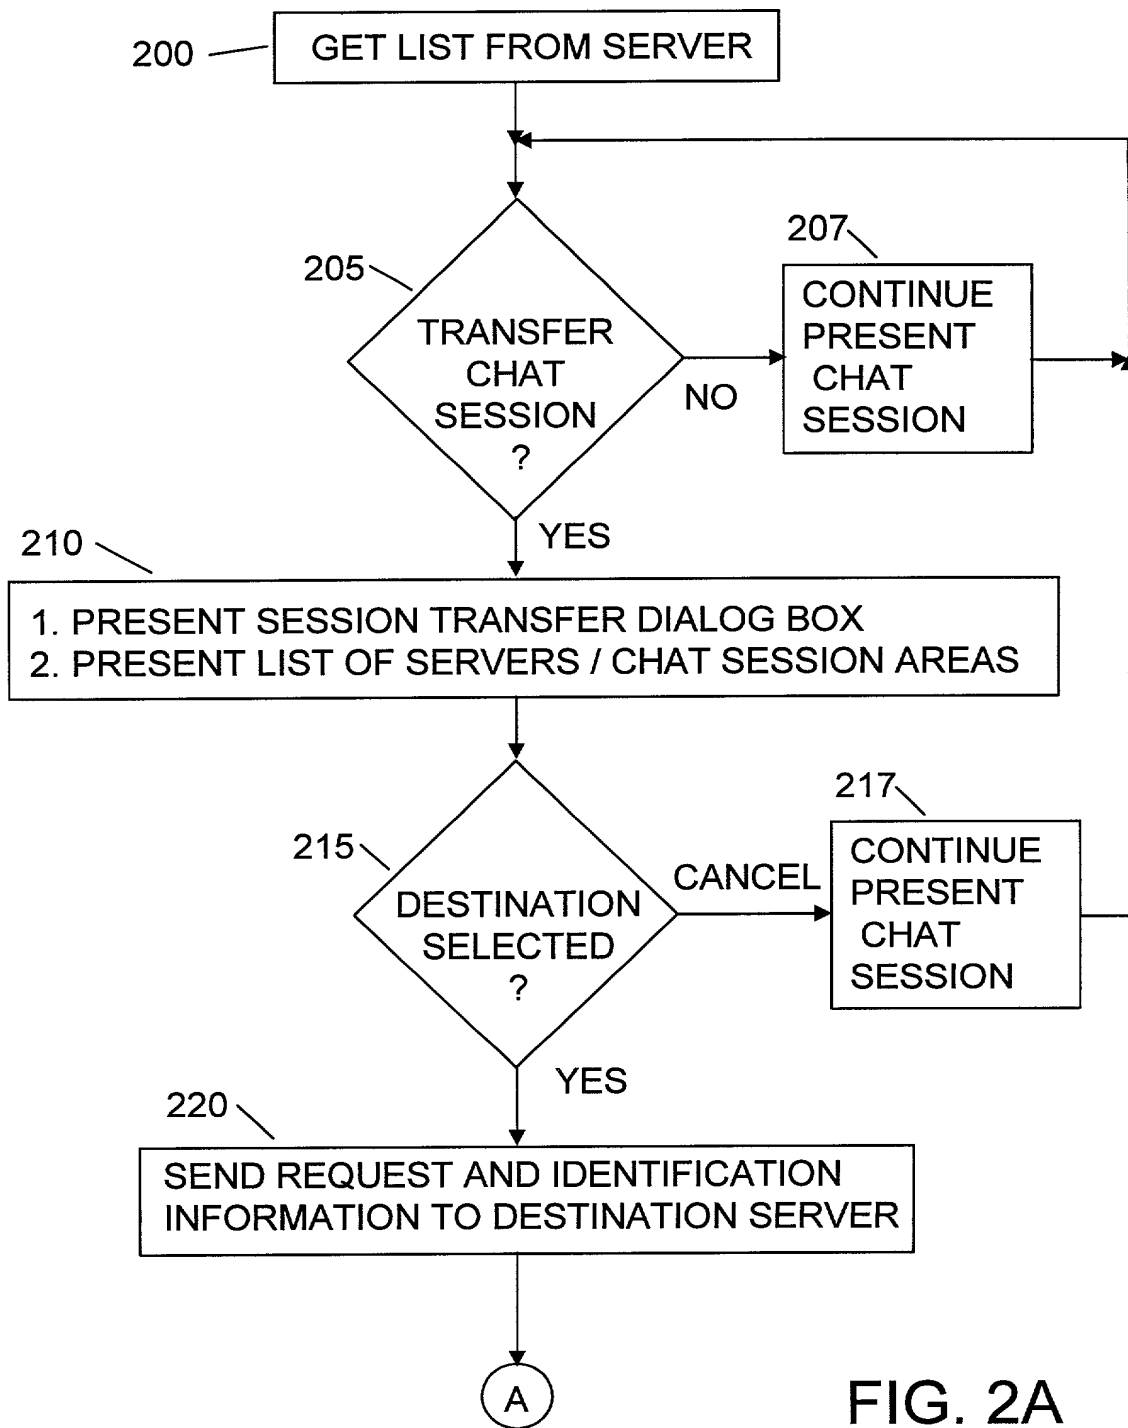 200
GET LIST FROM SERVER
207
205
CONTINUE
PRESENT
CHAT
SESSION
TRANSFER
CHAT
SESSION
?
NO
YES
210
1. PRESENT SESSION TRANSFER DIALOG BOX
2. PRESENT LIST OF SERVERS / CHAT SESSION AREAS
217
215
CANCEL
CONTINUE
PRESENT
CHAT
SESSION
DESTINATION
SELECTED
?
YES
220
SEND REQUEST AND IDENTIFICATION
INFORMATION TO DESTINATION SERVER
A
FIG. 2A